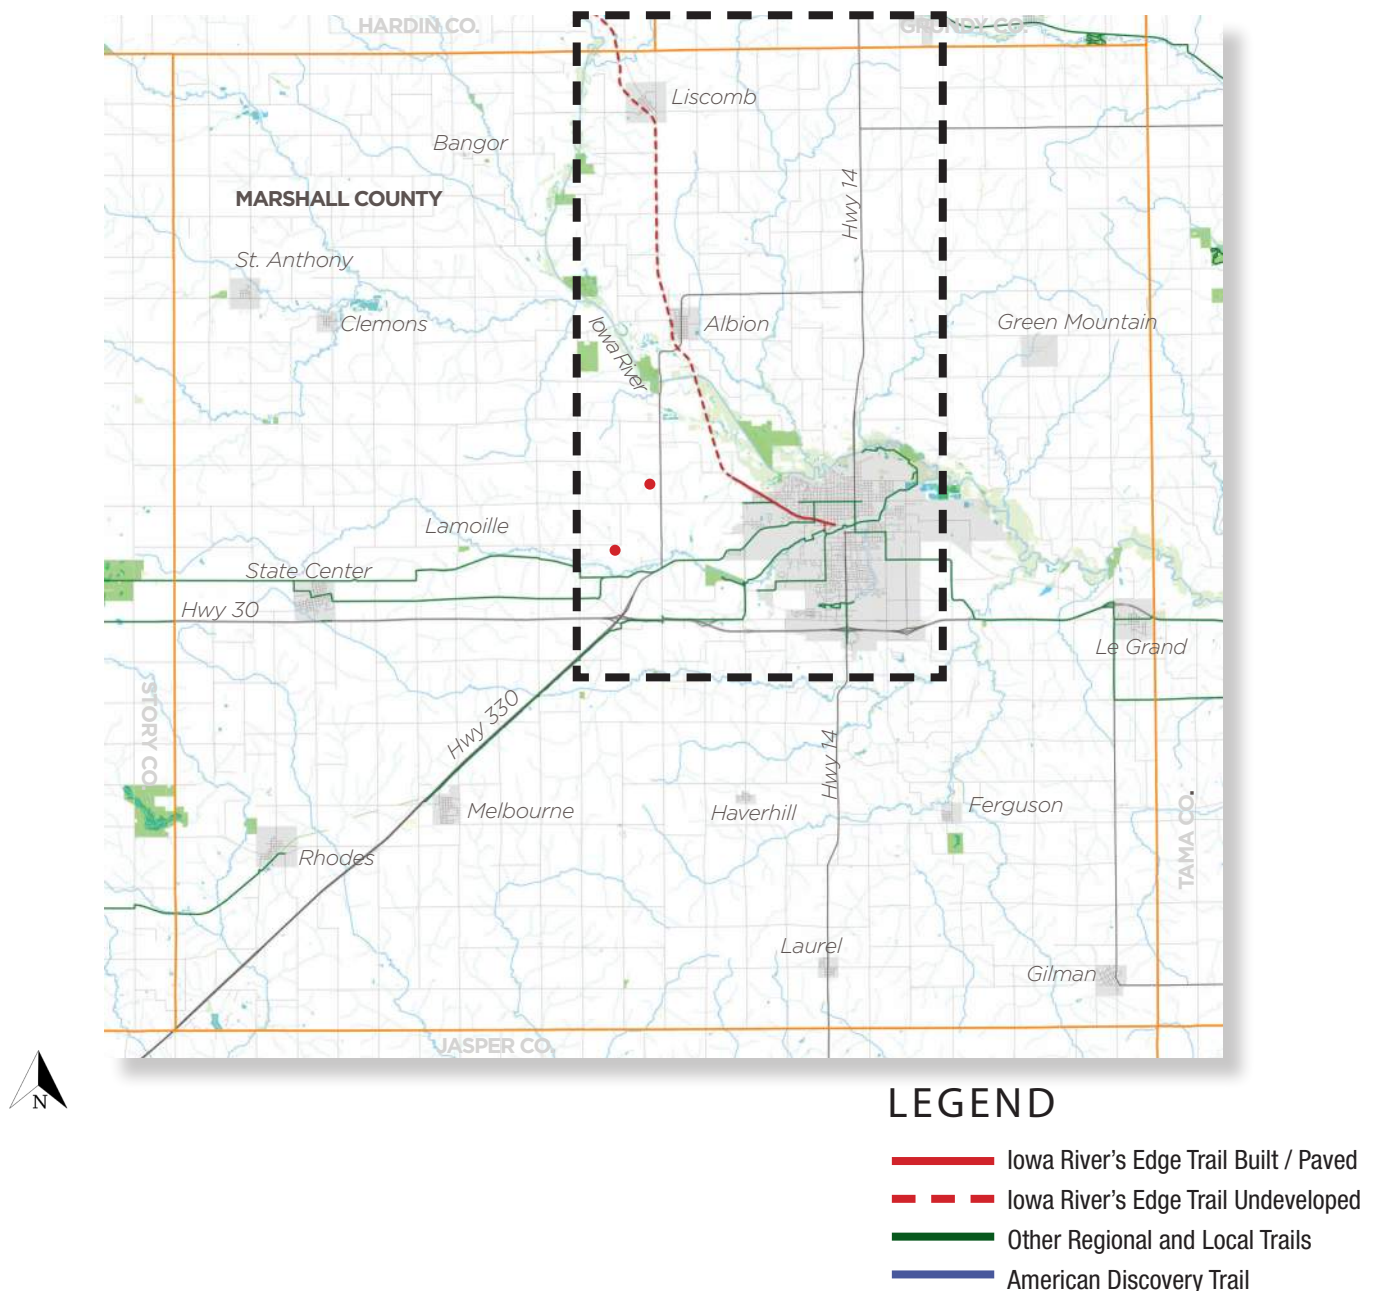 HARDIN CO.
GRUNDY CO.
Liscomb
Bangor
MARSHALL COUNTY
Hwy 14
St. Anthony
Clemons
Iowa River
Albion
Green Mountain
Lamoille
State Center
Hwy 30
Le Grand
STORY CO.
Hwy 330
Hwy 14
Melbourne
Haverhill
Ferguson
TAMA CO.
Rhodes
Laurel
Gilman
JASPER CO.
N
LEGEND
Iowa River’s Edge Trail Built / Paved
Iowa River’s Edge Trail Undeveloped
Other Regional and Local Trails
American Discovery Trail